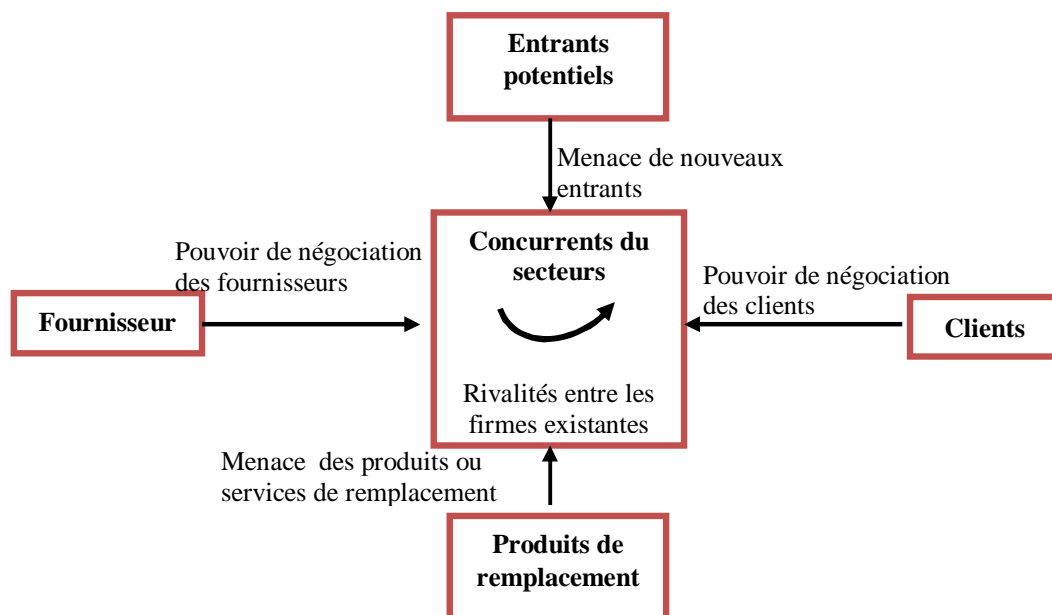 Entrants
potentiels
Menace de nouveaux
entrants
Concurrents du
secteurs
Pouvoir de négociation
des fournisseurs
Pouvoir de négociation
des clients
Fournisseur
Clients
Rivalités entre les
firmes existantes
Menace des produits ou
services de remplacement
Produits de
remplacement